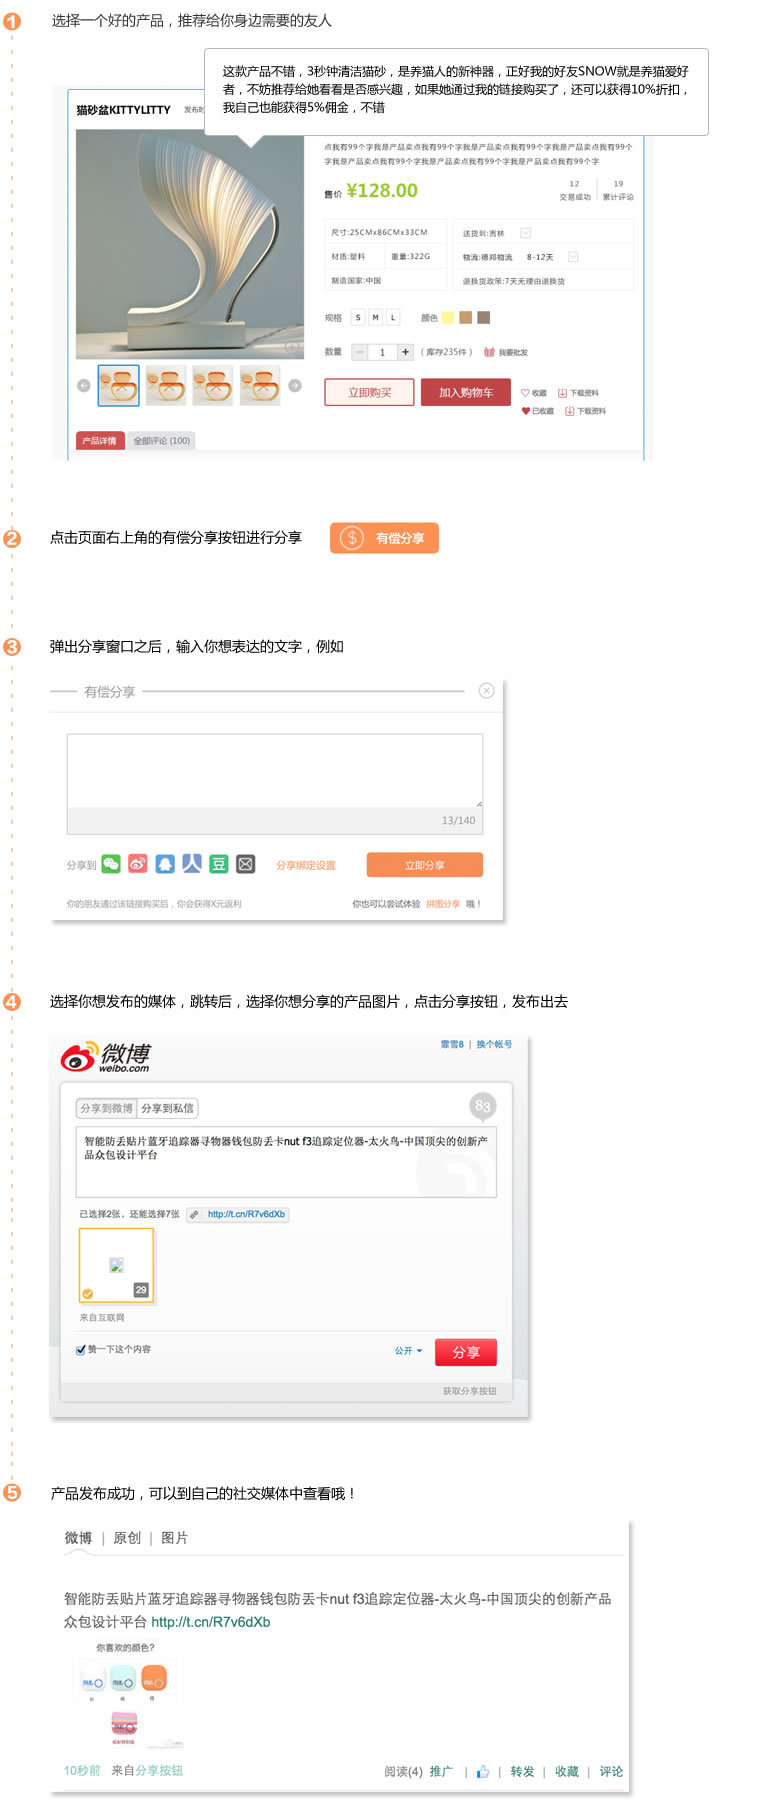 1 选择一个好的产品，推荐给你身边需要的友人
这款产品不错，3秒钟清洁猫砂，是养猫人的新神器，正好我的好友SNOW就是养猫爱好
者，不妨推荐给她看看是否感兴趣，如果她通过我的链接购买了，还可以获得10%折扣，
我自己也能获得5%佣金，不错
猫砂盆KITTYLITTY 发布时
点我有99个字我是产品卖点我有99个字我是产品卖点我有99个字我是产品卖点我有99个
字我是产品卖点我有99个字我是产品卖点我有99个字我是产品卖点我有99个字
售价 ¥128.00
12 19
交易成功 累计评论
尺寸:25CMx86CMx33CM 送货到:吉林
材质:塑料 重量:322G 物流:德邦物流 8-12天
制造国家:中国 退换货政策:7天无理由退换货
规格 S M L 颜色
数量 － 1 + ( 库存235件 ) 我要批发
立即购买 加入购物车 收藏 下载资料
已收藏 下载资料
产品详情 全部评论 (100)
2 点击页面右上角的有偿分享按钮进行分享 $ 有偿分享
3 弹出分享窗口之后，输入你想表达的文字，例如
有偿分享
13/140
分享到 人 豆 分享绑定设置 立即分享
你的朋友通过该链接购买后，你会获得X元返利 你也可以尝试体验 拼图分享 哦！
4 选择你想发布的媒体，跳转后，选择你想分享的产品图片，点击分享按钮，发布出去
微博 霏雪8 | 换个帐号
weibo.com
分享到微博 分享到私信 83
智能防丢贴片蓝牙追踪器寻物器钱包防丢卡nut f3追踪定位器-太火鸟-中国顶尖的创新产
品众包设计平台
已选择2张，还能选择7张 http://t.cn/R7v6dXb
29
来自互联网
赞一下这个内容 公开 分享
获取分享按钮
5 产品发布成功，可以到自己的社交媒体中查看哦！
微博 | 原创 | 图片
智能防丢贴片蓝牙追踪器寻物器钱包防丢卡nut f3追踪定位器-太火鸟-中国顶尖的创新产品
众包设计平台 http://t.cn/R7v6dXb
你喜欢的颜色?
10秒前 来自分享按钮 阅读(4) 推广 | | 转发 | 收藏 | 评论